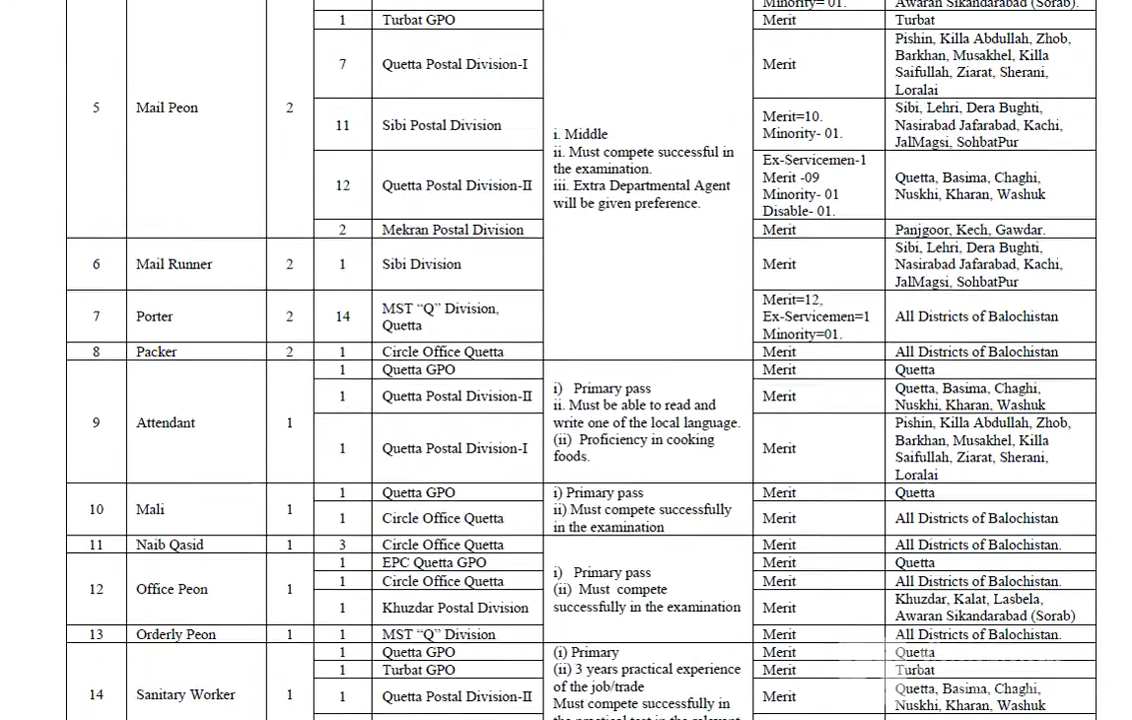 Minority= 01.
Awaran Sikandarabad (Sorab).
1 Turbat GPO Merit Turbat
5 Mail Peon 2
7 Quetta Postal Division-I Merit
Pishin, Killa Abdullah, Zhob,
Barkhan, Musakhel, Killa
Saifullah, Ziarat, Sherani,
Loralai
11 Sibi Postal Division
Merit=10.
Minority- 01.
Sibi, Lehri, Dera Bughti,
Nasirabad Jafarabad, Kachi,
JalMagsi, SohbatPur
i. Middle
ii. Must compete successful in
the examination.
iii. Extra Departmental Agent
will be given preference.
12 Quetta Postal Division-II
Ex-Servicemen-1
Merit -09
Minority- 01
Disable- 01.
Quetta, Basima, Chaghi,
Nuskhi, Kharan, Washuk
2 Mekran Postal Division Merit Panjgoor, Kech, Gawdar.
6 Mail Runner 2 1 Sibi Division Merit
Sibi, Lehri, Dera Bughti,
Nasirabad Jafarabad, Kachi,
JalMagsi, SohbatPur
7 Porter 2 14
MST “Q” Division,
Quetta
Merit=12,
Ex-Servicemen=1
Minority=01.
All Districts of Balochistan
8 Packer 2 1 Circle Office Quetta Merit All Districts of Balochistan
9 Attendant 1
1 Quetta GPO Merit Quetta
1 Quetta Postal Division-II Merit
Quetta, Basima, Chaghi,
Nuskhi, Kharan, Washuk
1 Quetta Postal Division-I Merit
Pishin, Killa Abdullah, Zhob,
Barkhan, Musakhel, Killa
Saifullah, Ziarat, Sherani,
Loralai
i) Primary pass
ii. Must be able to read and
write one of the local language.
(ii) Proficiency in cooking
foods.
10 Mali 1
1 Quetta GPO Merit Quetta
1 Circle Office Quetta Merit All Districts of Balochistan
i) Primary pass
ii) Must compete successfully
in the examination
11 Naib Qasid 1 3 Circle Office Quetta Merit All Districts of Balochistan.
12 Office Peon 1
1 EPC Quetta GPO Merit Quetta
1 Circle Office Quetta Merit All Districts of Balochistan.
1 Khuzdar Postal Division Merit
Khuzdar, Kalat, Lasbela,
Awaran Sikandarabad (Sorab)
i) Primary pass
(ii) Must compete
successfully in the examination
13 Orderly Peon 1 1 MST “Q” Division Merit All Districts of Balochistan.
14 Sanitary Worker 1
1 Quetta GPO Merit Quetta
1 Turbat GPO Merit Turbat
1 Quetta Postal Division-II Merit
Quetta, Basima, Chaghi,
Nuskhi, Kharan, Washuk
(i) Primary
(ii) 3 years practical experience
of the job/trade
Must compete successfully in
the practical test in the relevant